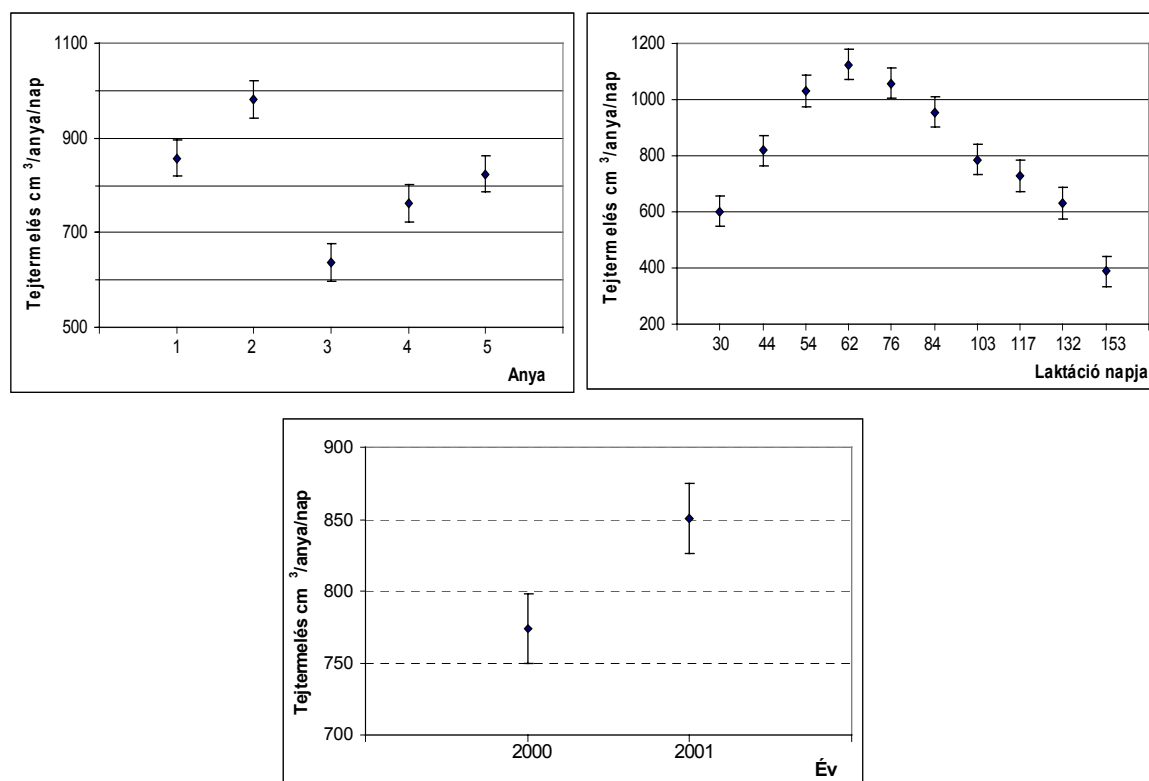 Tejtermelés cm ³/anya/nap
1100
900
700
500
1 2 3 4 5
Anya
Tejtermelés cm ³/anya/nap
1200
1000
800
600
400
200
30 44 54 62 76 84 103 117 132 153
Laktáció napja
Tejtermelés cm ³/anya/nap
900
850
800
750
700
2000 2001
Év